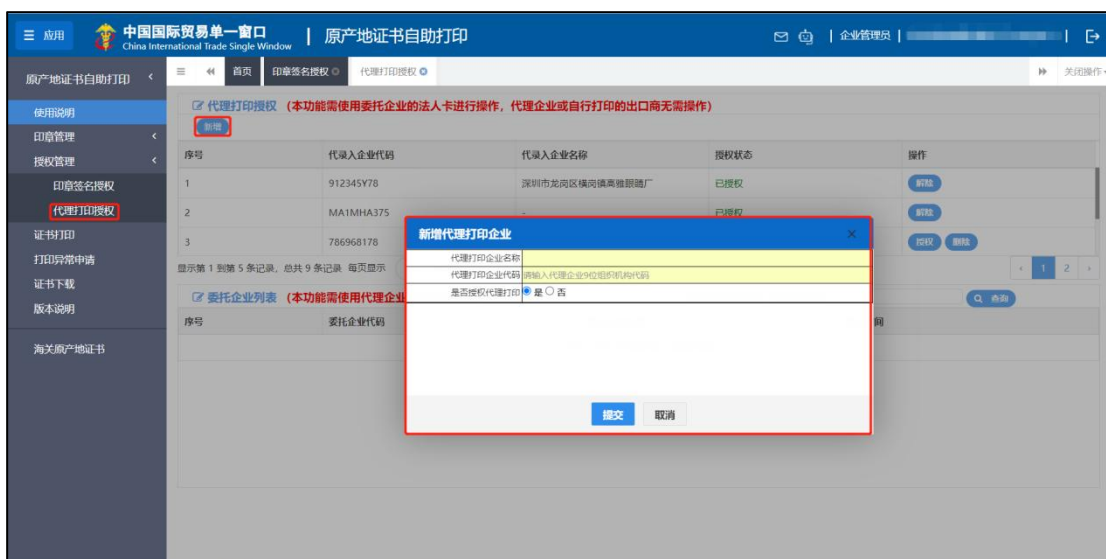 应用
中国国际贸易单一窗口
China International Trade Single Window
原产地证书自助打印
企业管理员
原产地证书自助打印
首页
印章签名授权
代理打印授权
关闭操作
使用说明
印章管理
授权管理
印章签名授权
代理打印授权
证书打印
打印异常申请
证书下载
版本说明
海关原产地证书
代理打印授权 (本功能需使用委托企业的法人卡进行操作，代理企业或自行打印的出口商无需操作)
新增
序号 代录入企业代码 代录入企业名称 授权状态 操作
1 912345Y78 深圳市龙岗区横岗镇高雅眼睛厂 已授权 解除
2 MA1MHA375 - 已授权 解除
3 786968178 授权 删除
显示第 1 到第 5 条记录，总共 9 条记录 每页显示
1 2
委托企业列表 (本功能需使用代理企业
查询
序号 委托企业代码 间
新增代理打印企业
代理打印企业名称
代理打印企业代码 请输入代理企业9位组织机构代码
是否授权代理打印 是 否
提交 取消